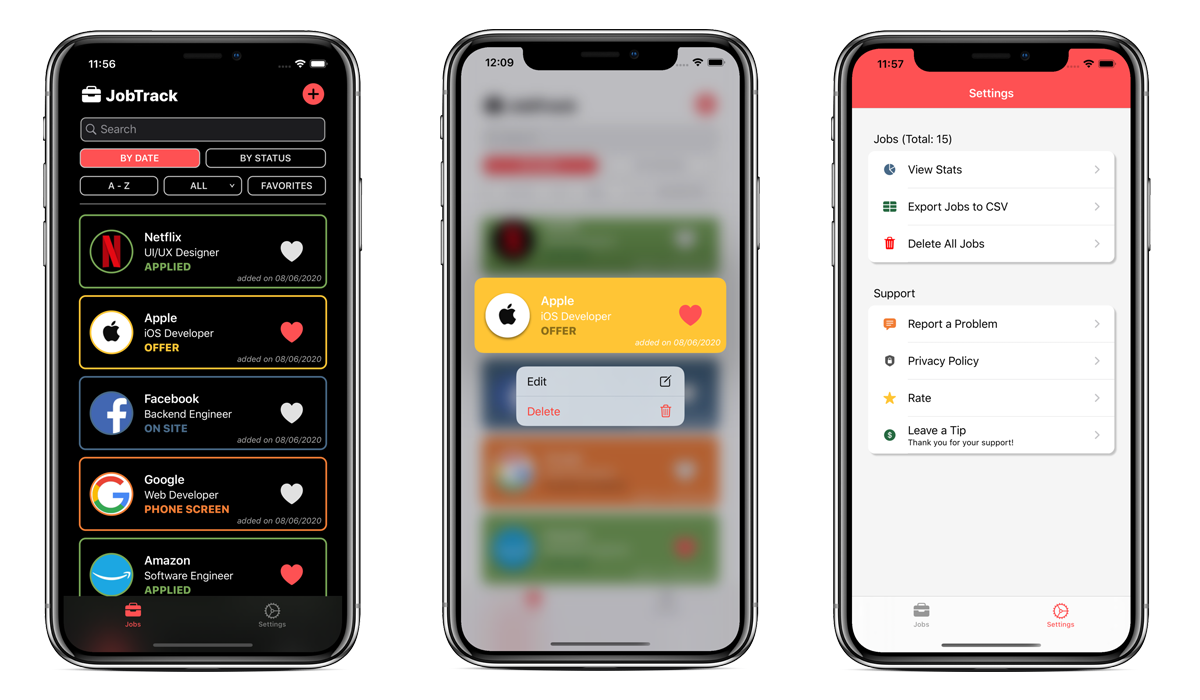 11:56
JobTrack
Search
BY DATE
BY STATUS
A - Z
ALL
FAVORITES
Netflix
UI/UX Designer
APPLIED
added on 08/06/2020
Apple
iOS Developer
OFFER
added on 08/06/2020
Facebook
Backend Engineer
ON SITE
added on 08/06/2020
Google
Web Developer
PHONE SCREEN
added on 08/06/2020
Amazon
Software Engineer
APPLIED
Jobs
Settings
12:09
Apple
iOS Developer
OFFER
added on 08/06/2020
Edit
Delete
11:57
Settings
Jobs (Total: 15)
View Stats
Export Jobs to CSV
Delete All Jobs
Support
Report a Problem
Privacy Policy
Rate
Leave a Tip
Thank you for your support!
Jobs
Settings